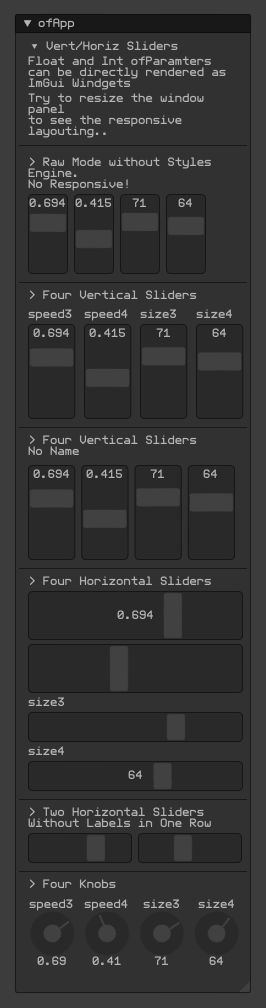 ofApp
Vert/Horiz Sliders
Float and Int ofParamters
can be directly rendered as
ImGui Windgets
Try to resize the window
panel
to see the responsive
layouting..
> Raw Mode without Styles
Engine.
No Responsive!
0.694 0.415 71 64
> Four Vertical Sliders
speed3 speed4 size3 size4
0.694 0.415 71 64
> Four Vertical Sliders
No Name
0.694 0.415 71 64
> Four Horizontal Sliders
0.694
size3
size4
64
> Two Horizontal Sliders
Without Labels in One Row
> Four Knobs
speed3 speed4 size3 size4
0.69 0.41 71 64